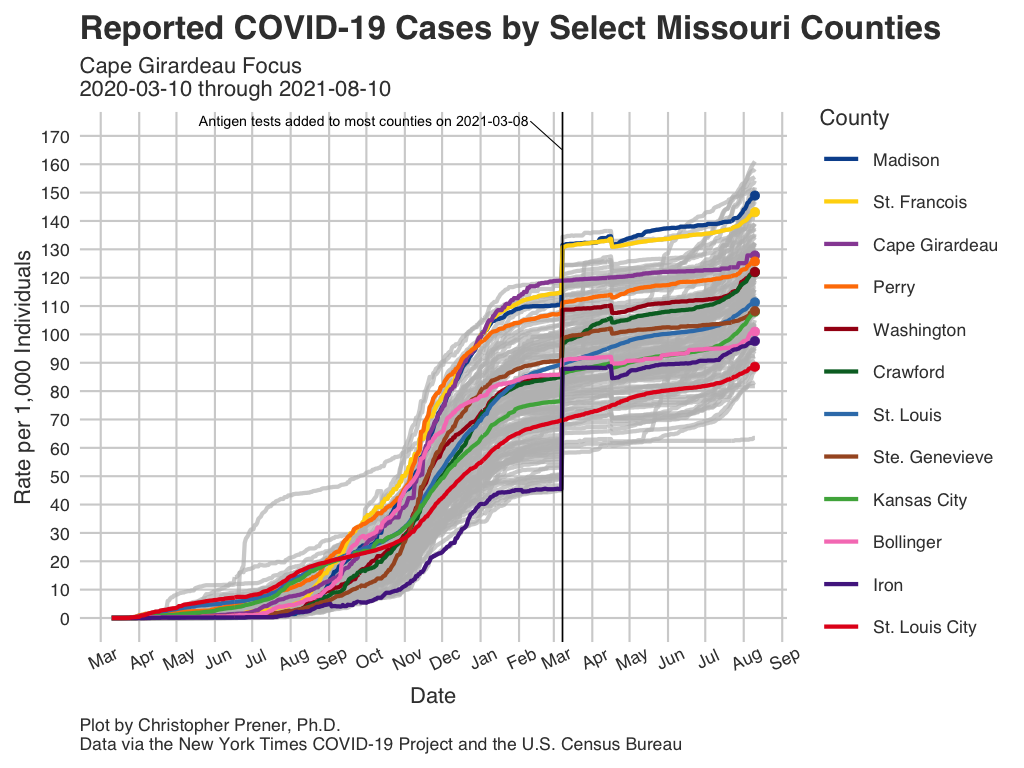 Reported COVID-19 Cases by Select Missouri Counties
Cape Girardeau Focus
2020-03-10 through 2021-08-10
Antigen tests added to most counties on 2021-03-08
Rate per 1,000 Individuals
170
160
150
140
130
120
110
100
90
80
70
60
50
40
30
20
10
0
Mar Apr May Jun Jul Aug Sep Oct Nov Dec Jan Feb Mar Apr May Jun Jul Aug Sep
Date
County
Madison
St. Francois
Cape Girardeau
Perry
Washington
Crawford
St. Louis
Ste. Genevieve
Kansas City
Bollinger
Iron
St. Louis City
Plot by Christopher Prener, Ph.D.
Data via the New York Times COVID-19 Project and the U.S. Census Bureau